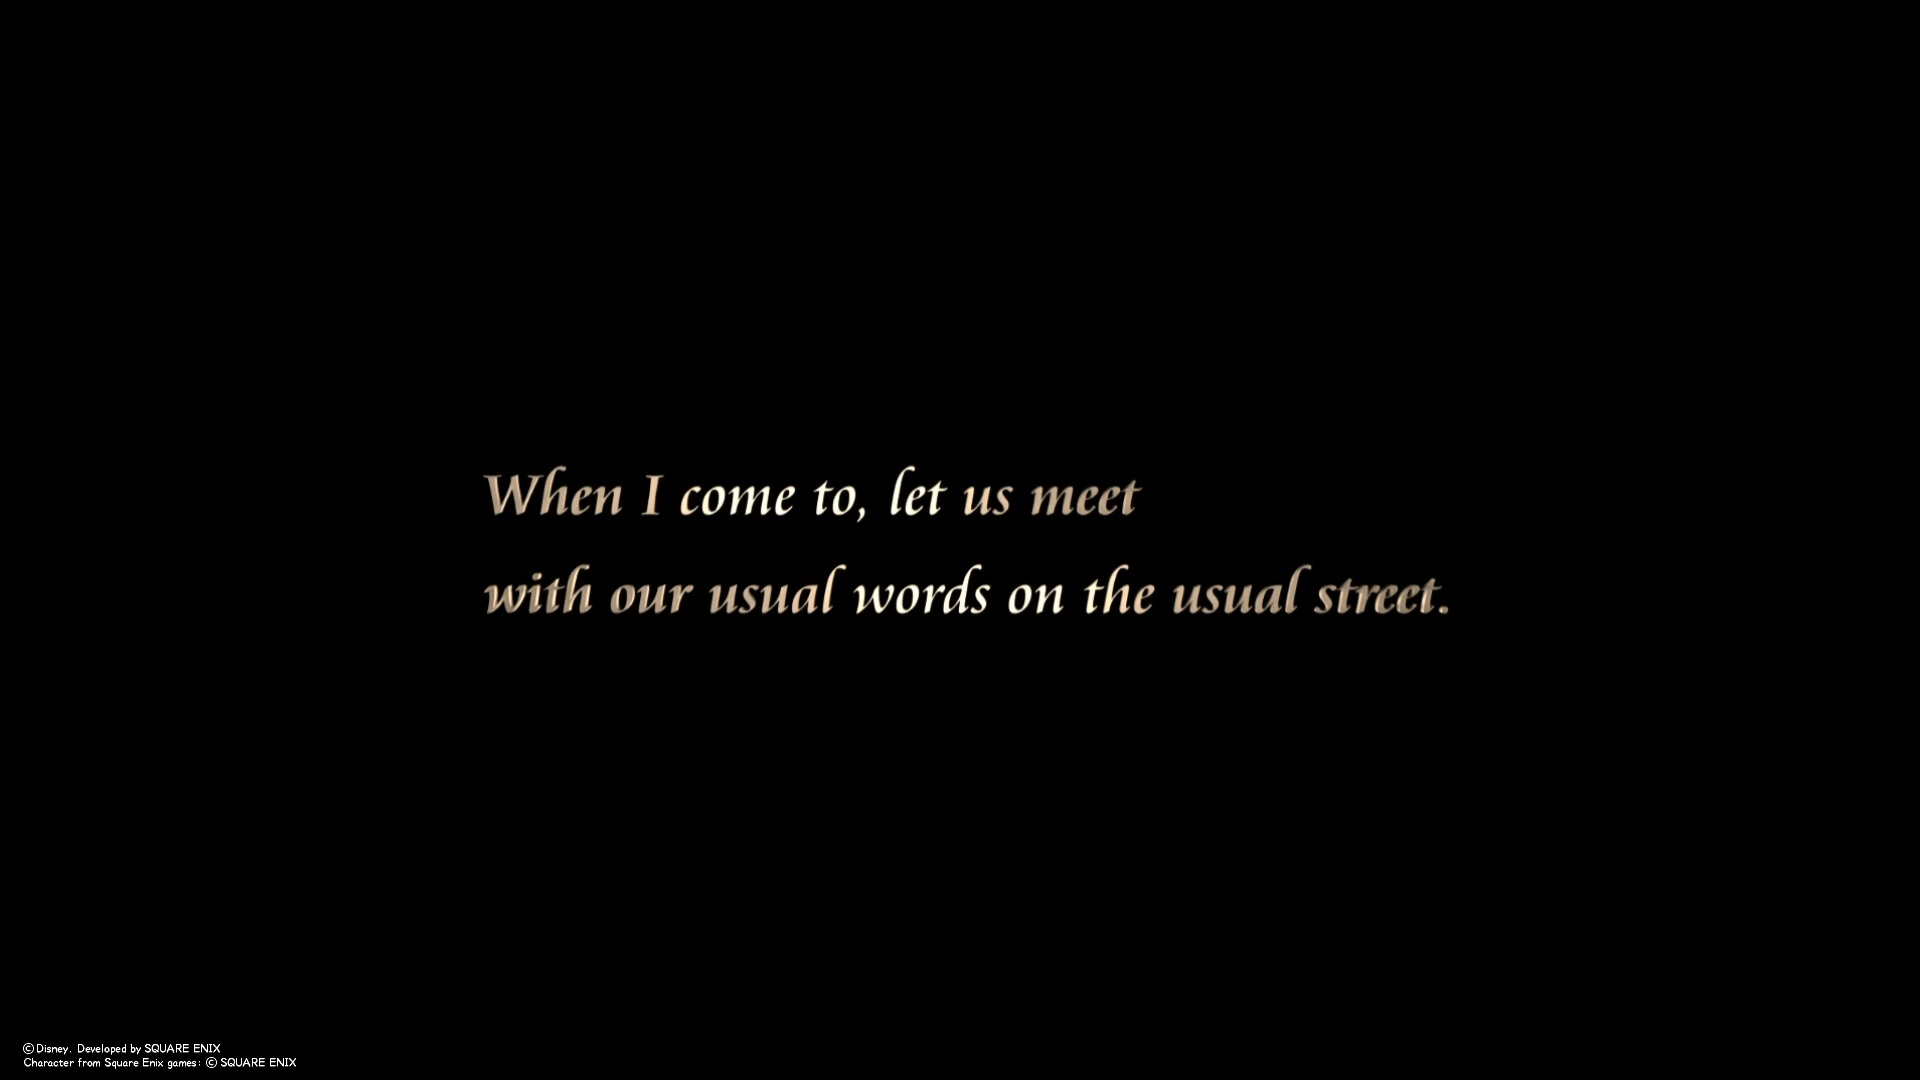 When I come to, let us meet
with our usual words on the usual street.
©Disney. Developed by SQUARE ENIX
Character from Square Enix games: © SQUARE ENIX